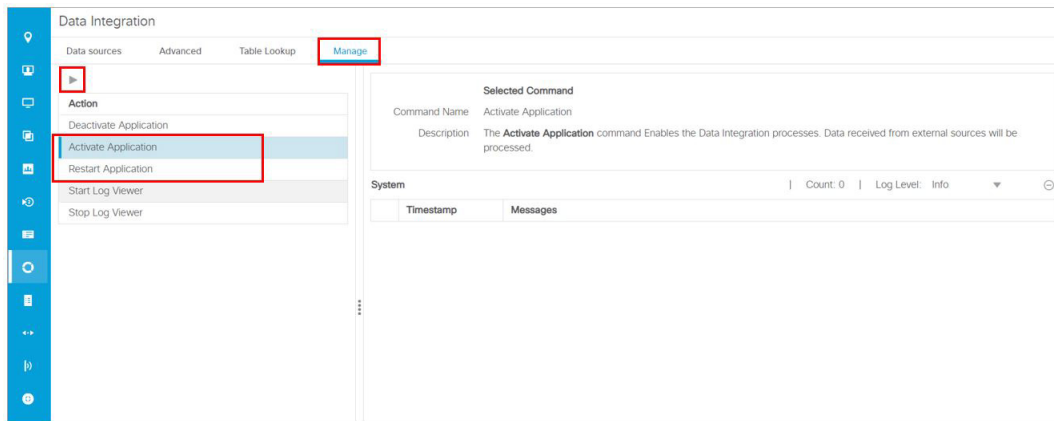 Data Integration
Data sources Advanced Table Lookup Manage
Action
Deactivate Application
Activate Application
Restart Application
Start Log Viewer
Stop Log Viewer
Selected Command
Command Name Activate Application
Description The Activate Application command Enables the Data Integration processes. Data received from external sources will be
processed.
System | Count: 0 | Log Level: Info
Timestamp Messages